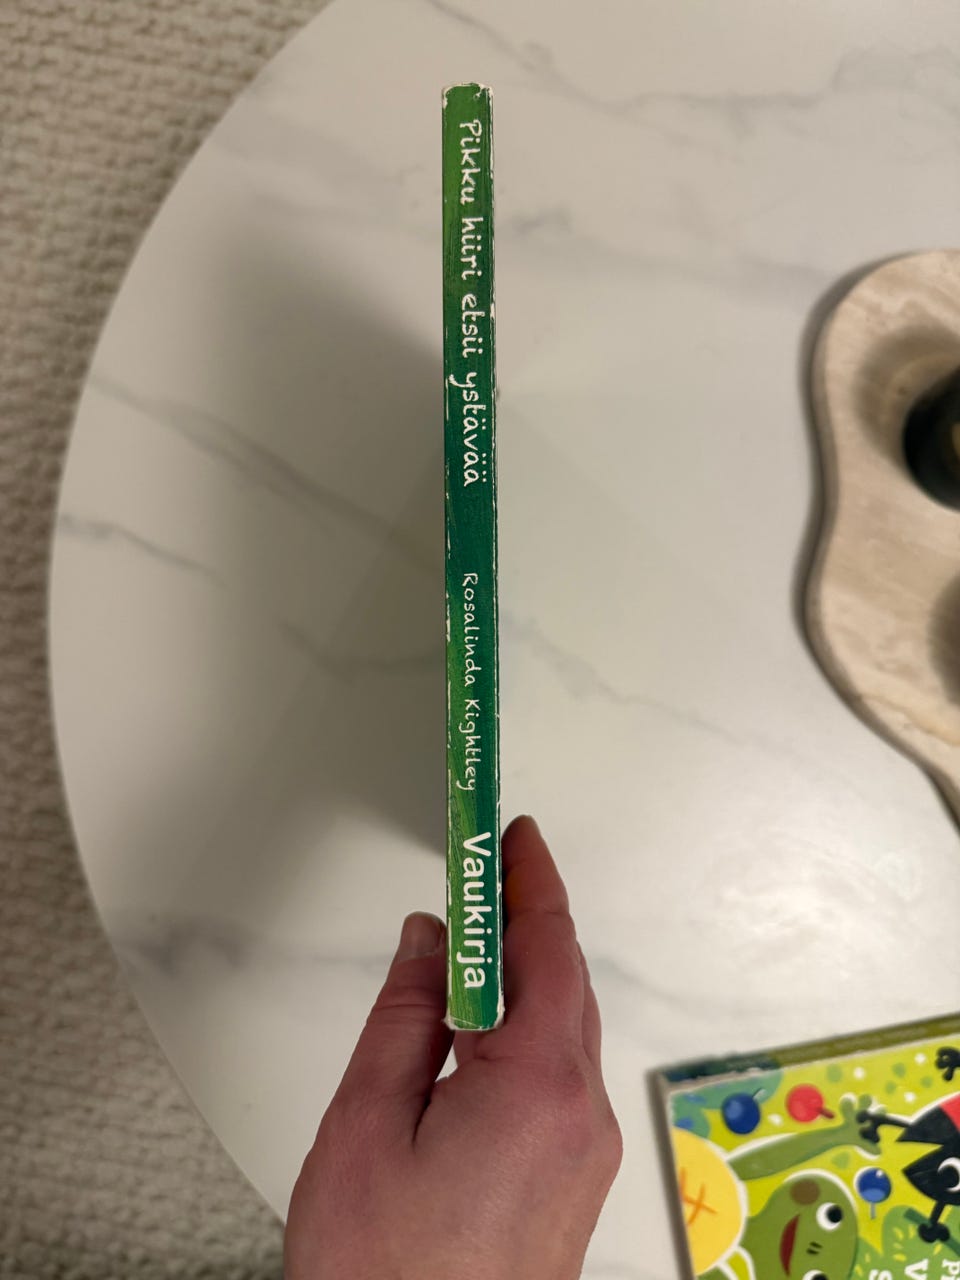 Pikku hiiri etsii ystävää
Rosalinda Kightley
Vaukirja